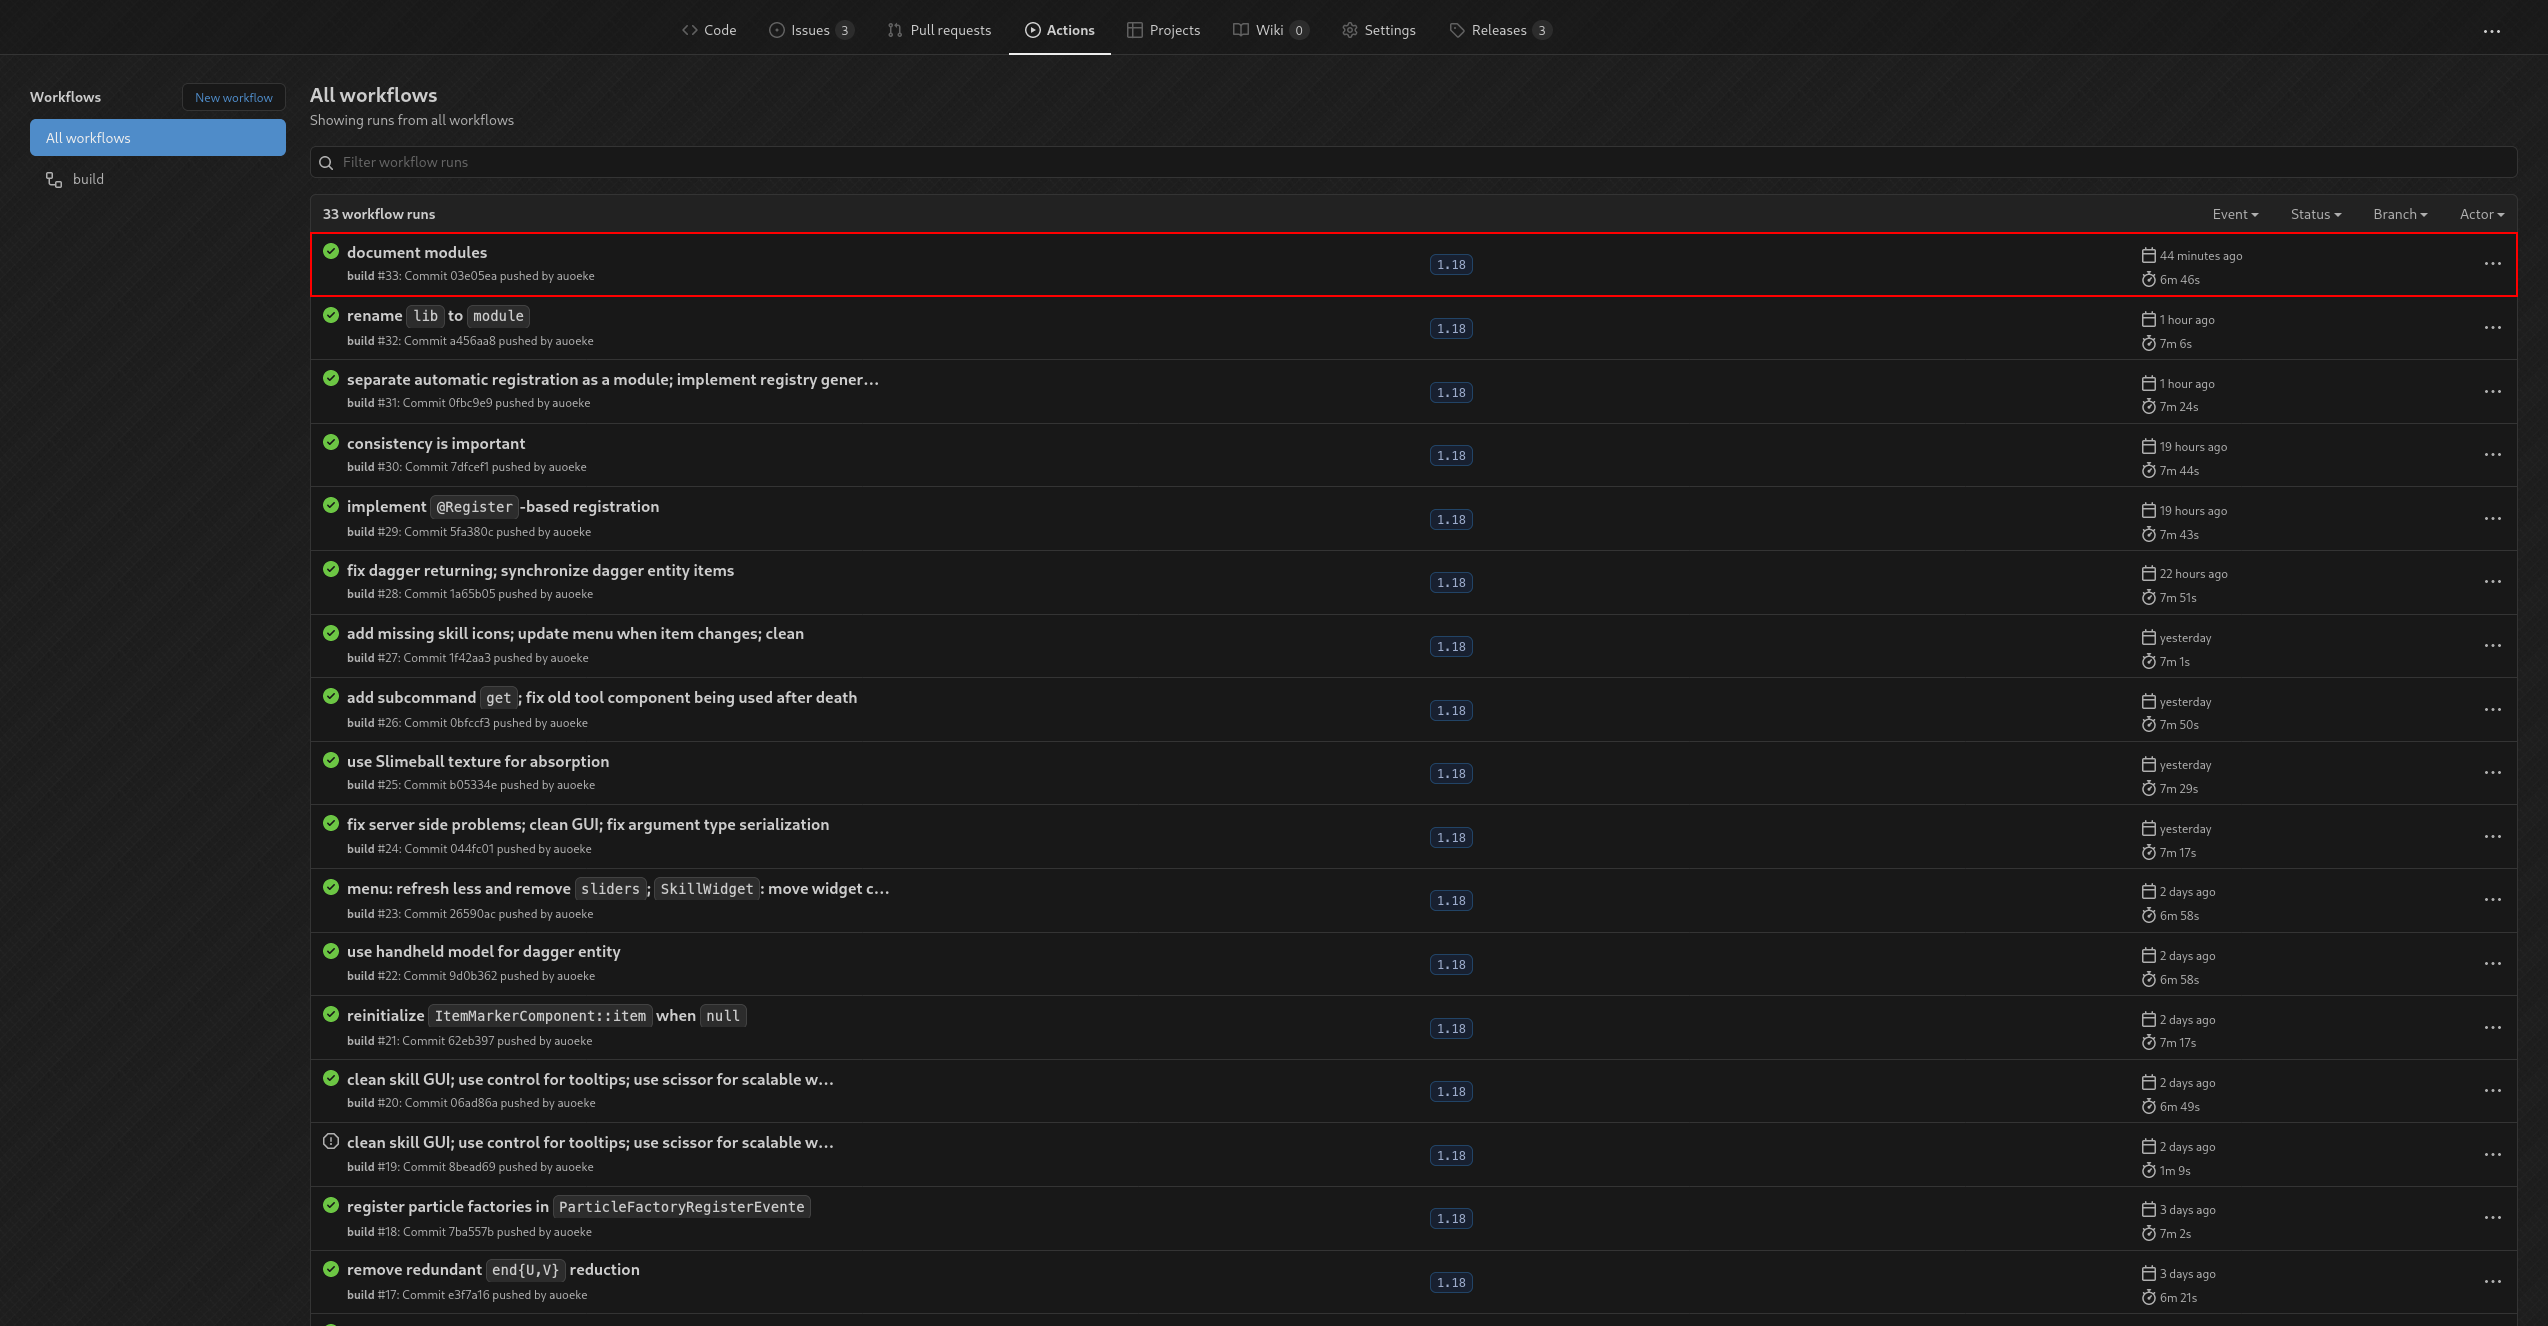 Code Issues 3 Pull requests Actions Projects Wiki 0 Settings Releases 3
Workflows New workflow
All workflows
build
All workflows
Showing runs from all workflows
Filter workflow runs
33 workflow runs Event Status Branch Actor
document modules
build #33: Commit 03e05ea pushed by auoeke
1.18
44 minutes ago
6m 46s
rename lib to module
build #32: Commit a456aa8 pushed by auoeke
1.18
1 hour ago
7m 6s
separate automatic registration as a module; implement registry gener…
build #31: Commit 0fbc9e9 pushed by auoeke
1.18
1 hour ago
7m 24s
consistency is important
build #30: Commit 7dfcef1 pushed by auoeke
1.18
19 hours ago
7m 44s
implement @Register-based registration
build #29: Commit 5fa380c pushed by auoeke
1.18
19 hours ago
7m 43s
fix dagger returning; synchronize dagger entity items
build #28: Commit 1a65b05 pushed by auoeke
1.18
22 hours ago
7m 51s
add missing skill icons; update menu when item changes; clean
build #27: Commit 1f42aa3 pushed by auoeke
1.18
yesterday
7m 1s
add subcommand get; fix old tool component being used after death
build #26: Commit 0bfccf3 pushed by auoeke
1.18
yesterday
7m 50s
use Slimeball texture for absorption
build #25: Commit b05334e pushed by auoeke
1.18
yesterday
7m 29s
fix server side problems; clean GUI; fix argument type serialization
build #24: Commit 044fc01 pushed by auoeke
1.18
yesterday
7m 17s
menu: refresh less and remove sliders; SkillWidget: move widget c…
build #23: Commit 26590ac pushed by auoeke
1.18
2 days ago
6m 58s
use handheld model for dagger entity
build #22: Commit 9d0b362 pushed by auoeke
1.18
2 days ago
6m 58s
reinitialize ItemMarkerComponent::item when null
build #21: Commit 62eb397 pushed by auoeke
1.18
2 days ago
7m 17s
clean skill GUI; use control for tooltips; use scissor for scalable w…
build #20: Commit 06ad86a pushed by auoeke
1.18
2 days ago
6m 49s
clean skill GUI; use control for tooltips; use scissor for scalable w…
build #19: Commit 8bead69 pushed by auoeke
1.18
2 days ago
1m 9s
register particle factories in ParticleFactoryRegisterEvente
build #18: Commit 7ba557b pushed by auoeke
1.18
3 days ago
7m 2s
remove redundant end{U,V} reduction
build #17: Commit e3f7a16 pushed by auoeke
1.18
3 days ago
6m 21s